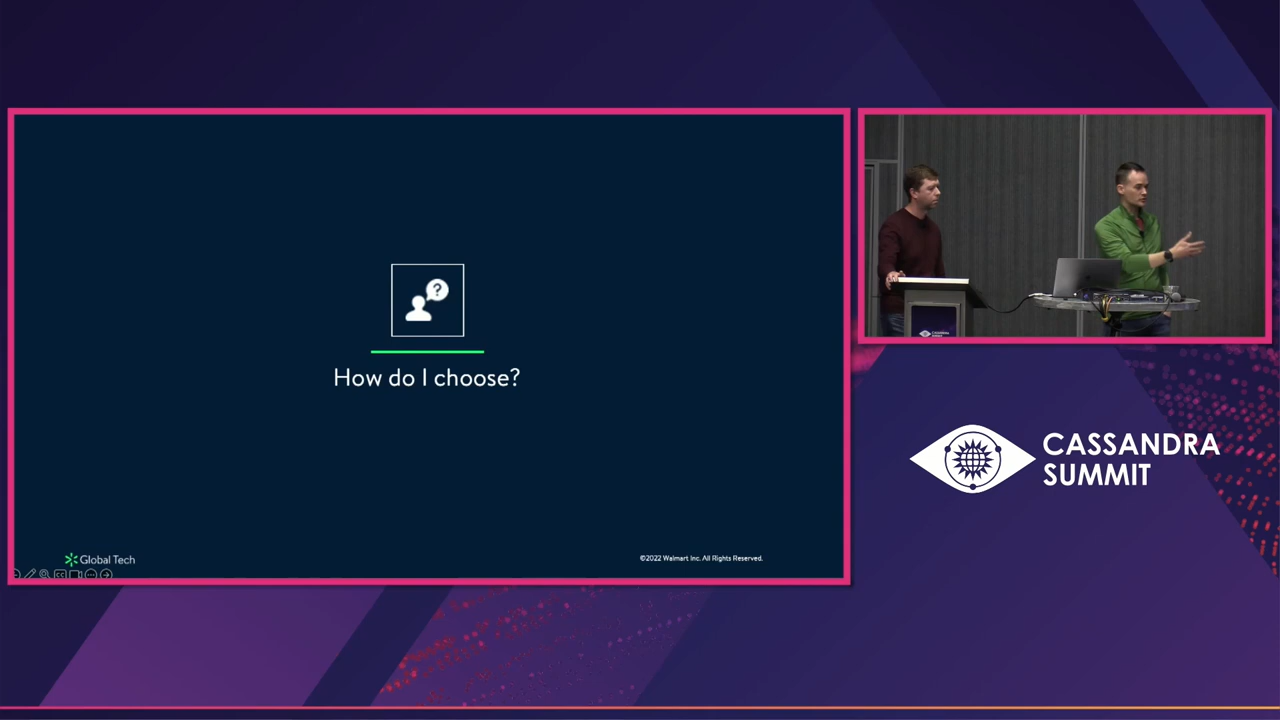 How do I choose?
Global Tech
©2022 Walmart Inc. All Rights Reserved.
CASSANDRA
SUMMIT